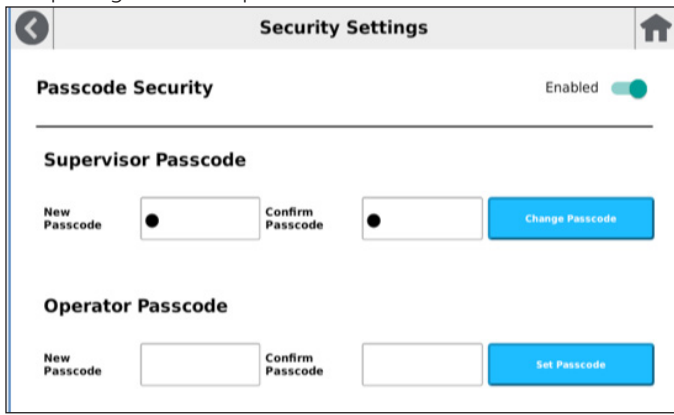 Security Settings
Passcode Security
Enabled
Supervisor Passcode
New
Passcode
Confirm
Passcode
Change Passcode
Operator Passcode
New
Passcode
Confirm
Passcode
Set Passcode